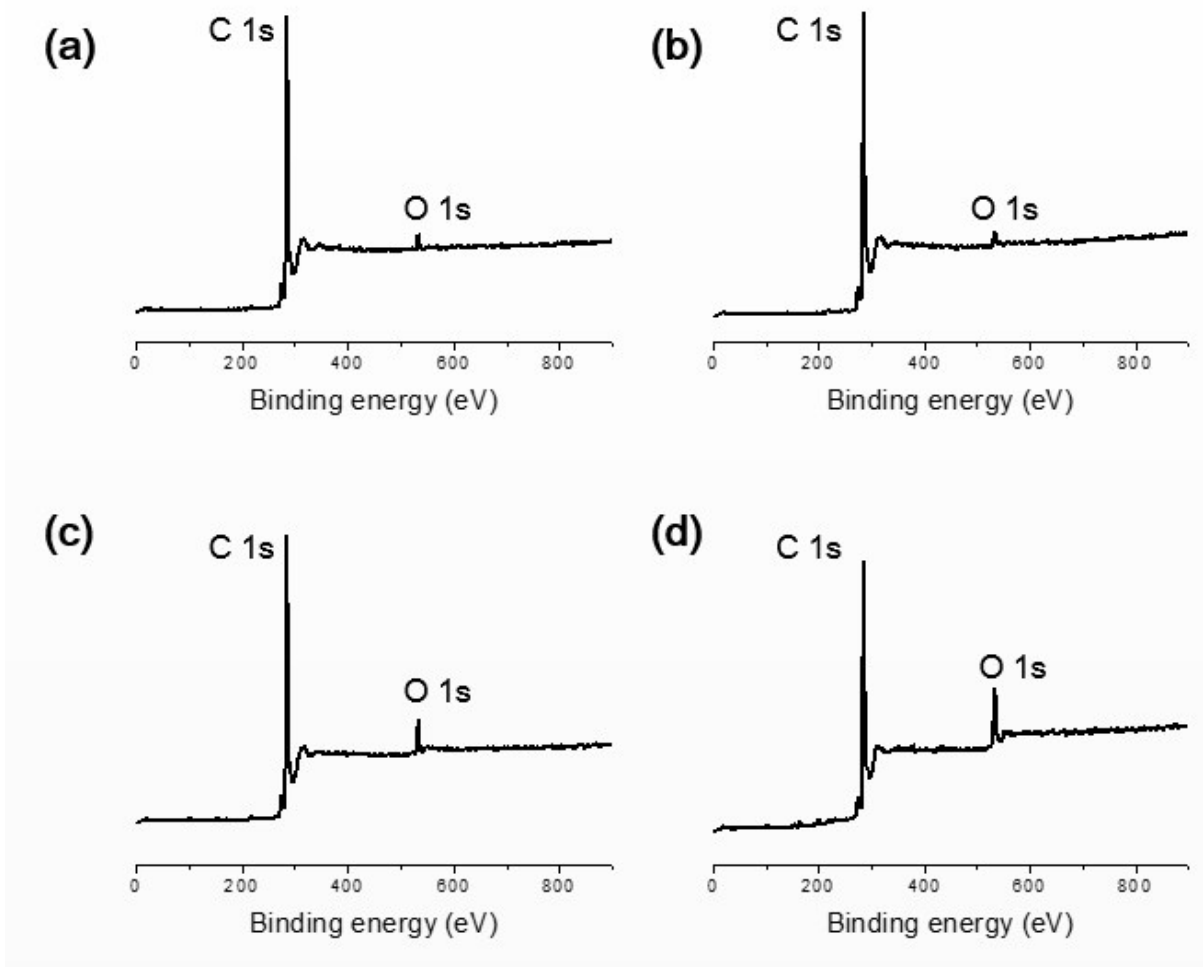 (a)
C 1s
O 1s
0 200 400 600 800
Binding energy (eV)
(b)
C 1s
O 1s
0 200 400 600 800
Binding energy (eV)
(c)
C 1s
O 1s
0 200 400 600 800
Binding energy (eV)
(d)
C 1s
O 1s
0 200 400 600 800
Binding energy (eV)